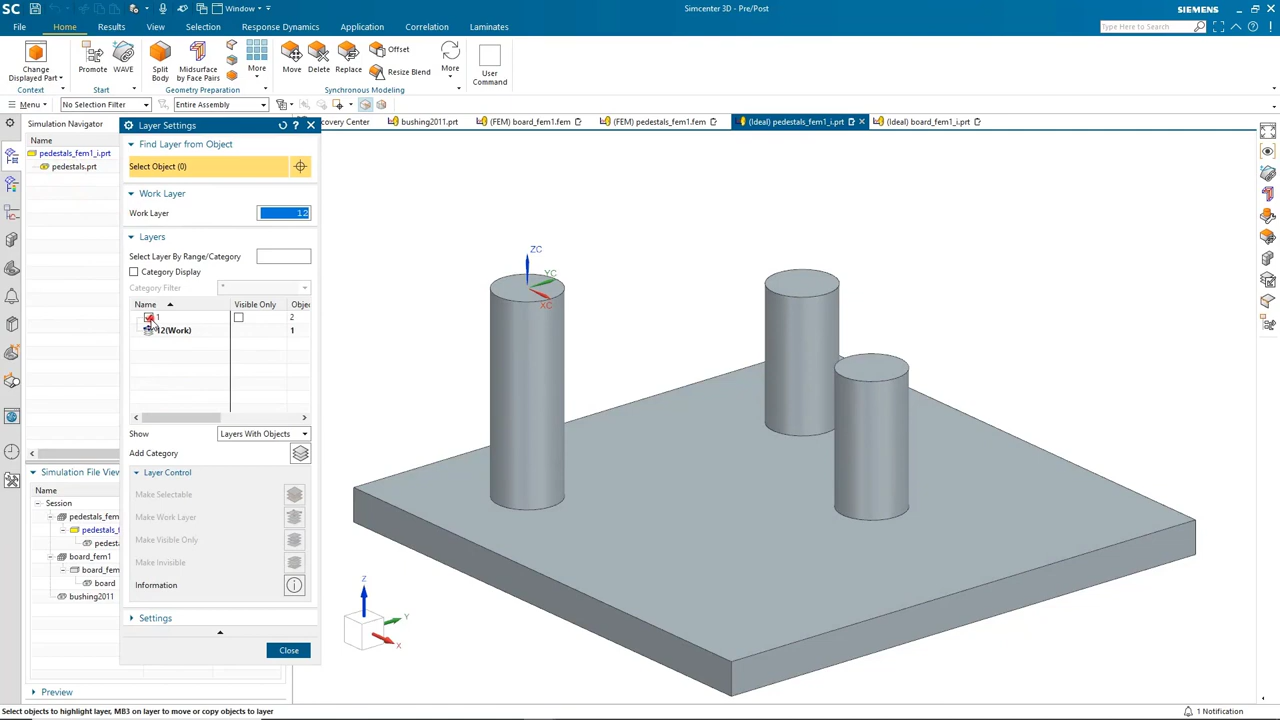 SC
Window
Simcenter 3D - Pre/Post
SIEMENS
File
Home
Results
View
Selection
Response Dynamics
Application
Correlation
Laminates
Type Here to Search
Change
Displayed Part
Promote
WAVE
Split
Body
Midsurface
by Face Pairs
More
Move
Delete
Replace
Offset
Resize Blend
More
User
Command
Context
Start
Geometry Preparation
Synchronous Modeling
Menu
No Selection Filter
Entire Assembly
Simulation Navigator
Name
pedestals_fem1_i.prt
pedestals.prt
covery Center
bushing2011.prt
(FEM) board_fem1.fem
(FEM) pedestals_fem1.fem
(Ideal) pedestals_fem1_i.prt
(Ideal) board_fem1_i.prt
Layer Settings
Find Layer from Object
Select Object (0)
Work Layer
Work Layer
12
Layers
Select Layer By Range/Category
Category Display
Category Filter
*
Name
Visible Only
Objec
1
2
12(Work)
1
Show
Layers With Objects
Add Category
Layer Control
Make Selectable
Make Work Layer
Make Visible Only
Make Invisible
Information
Settings
Close
Simulation File View
Name
Session
pedestals_fem
pedestals_f
pedest
board_fem1
board_fem
board
bushing2011
Preview
ZC
YC
XC
Z
Y
X
Select objects to highlight layer, MB3 on layer to move or copy objects to layer
1 Notification